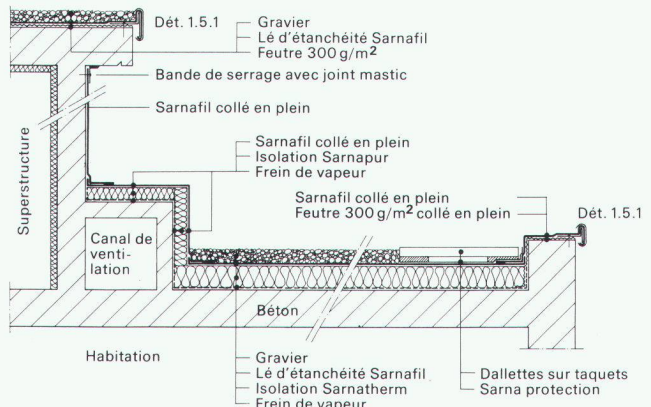 Dét. 1.5.1
Gravier
Lé d'étanchéité Sarnafil
Feutre 300 g/m²
Bande de serrage avec joint mastic
Sarnafil collé en plein
Superstructure
Sarnafil collé en plein
Isolation Sarnapur
Frein de vapeur
Sarnafil collé en plein
Feutre 300 g/m² collé en plein
Dét. 1.5.1
Canal de
venti-
lation
Béton
Habitation
Gravier
Lé d'étanchéité Sarnafil
Isolation Sarnatherm
Frein de vapeur
Dallettes sur taquets
Sarna protection